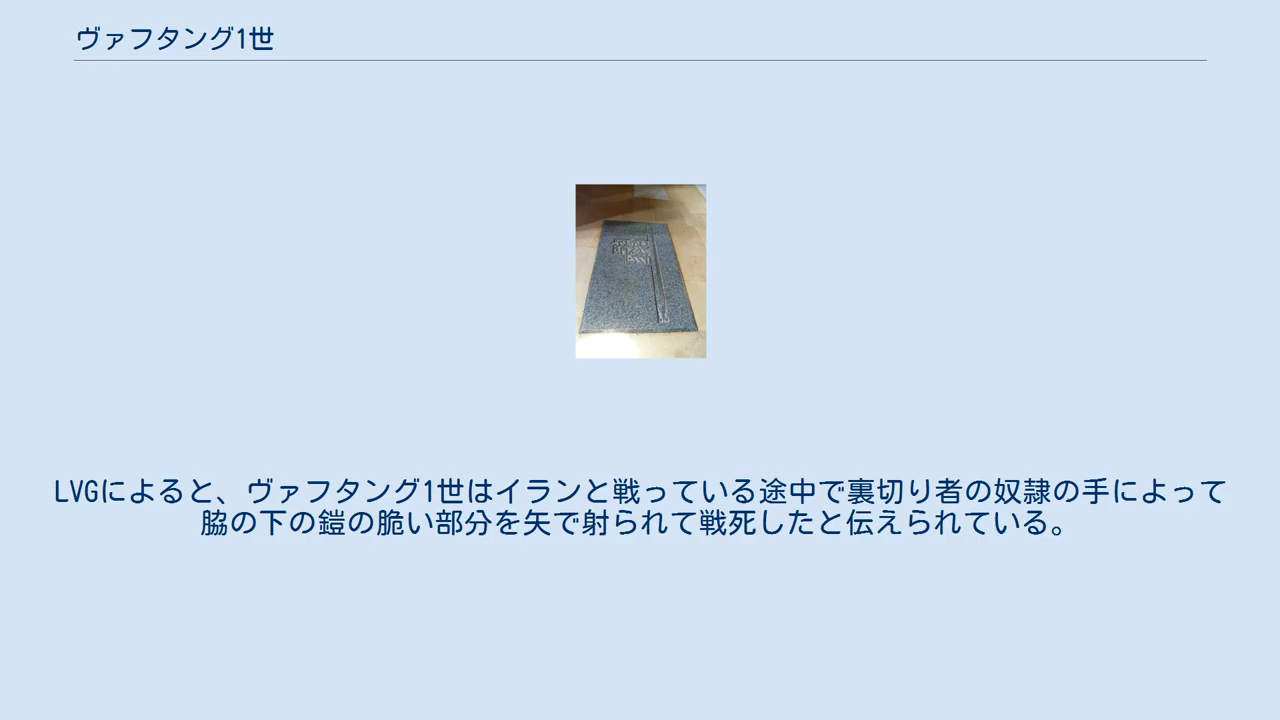 ヴァフタング1世
LVGによると、ヴァフタング1世はイランと戦っている途中で裏切り者の奴隷の手によって
脇の下の鎧の脆い部分を矢で射られて戦死したと伝えられている。